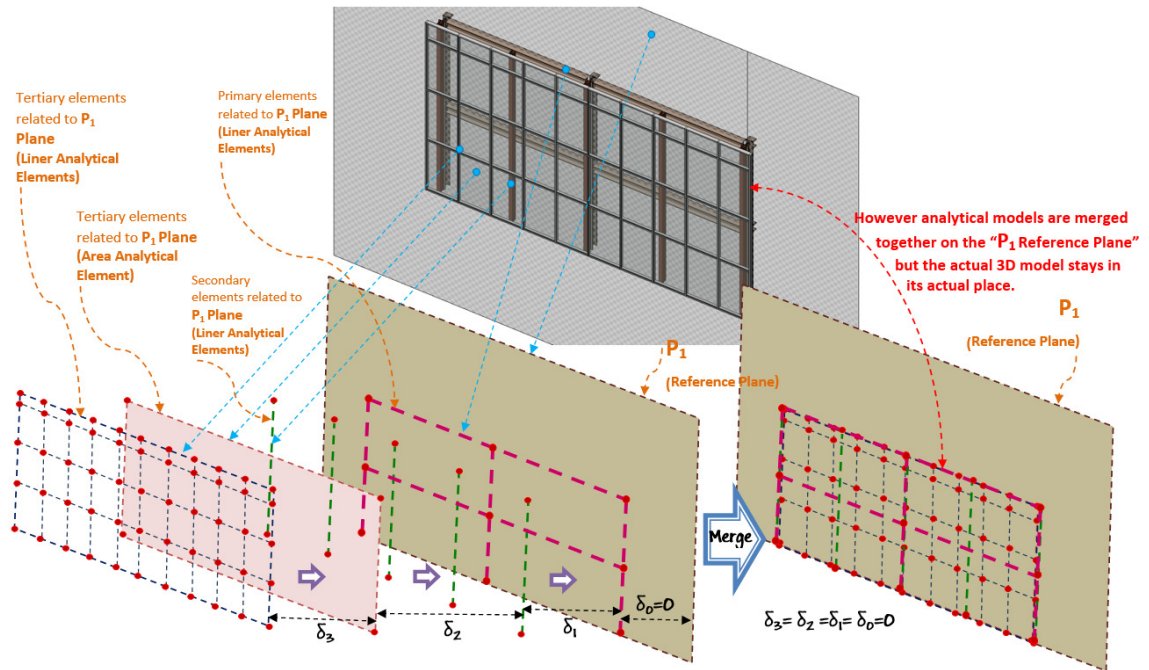 Tertiary elements
related to P₁
Plane
(Liner Analytical
Elements)
Primary elements
related to P₁ Plane
(Liner Analytical
Elements)
Tertiary elements
related to P₁ Plane
(Area Analytical
Element)
Secondary
elements related to
P₁ Plane
(Liner Analytical
Elements)
However analytical models are merged
together on the “P₁ Reference Plane”
but the actual 3D model stays in
its actual place.
P₁
(Reference Plane)
P₁
(Reference Plane)
Merge
δ₃
δ₂
δ₁
δ₀=0
δ₃= δ₂ =δ₁= δ₀=0